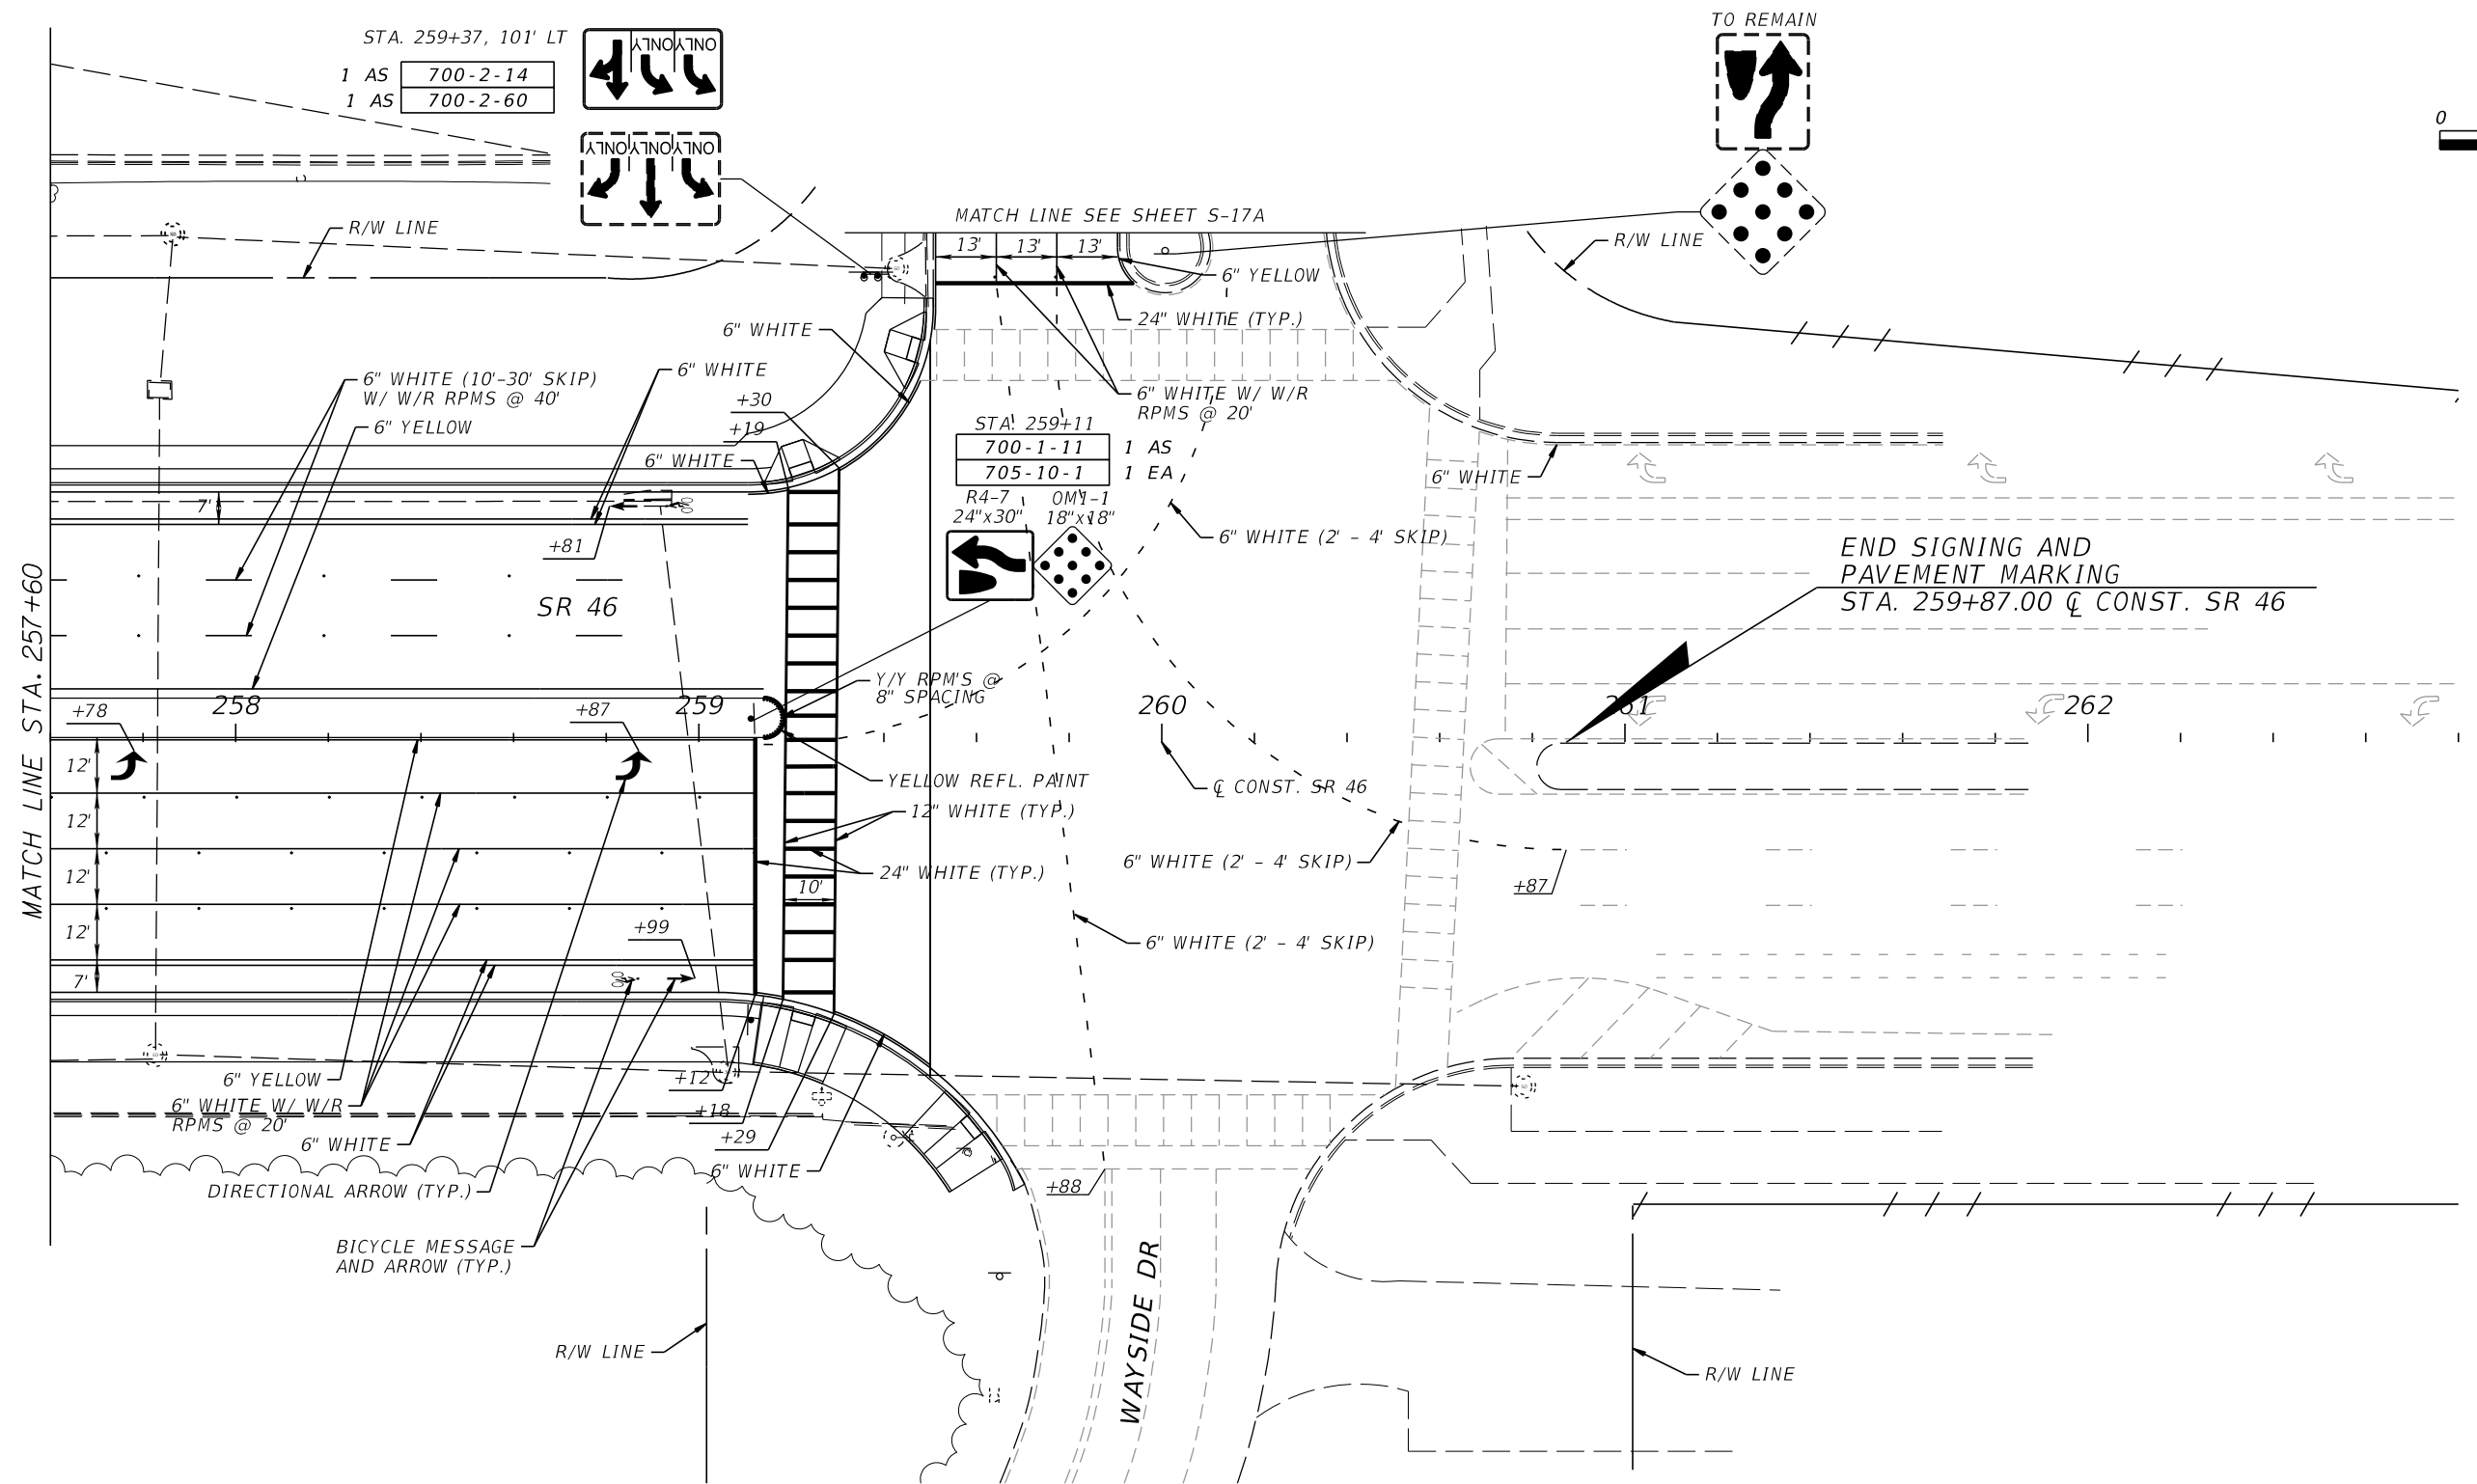 TO REMAIN
STA. 259+37, 101' LT
1 AS 700-2-14
1 AS 700-2-60
ONLY ONLY
ONLY ONLY ONLY
0
MATCH LINE SEE SHEET S-17A
13' 13' 13'
R/W LINE
R/W LINE
6" YELLOW
24" WHITE (TYP.)
6" WHITE
6" WHITE (10'-30' SKIP)
W/ W/R RPMS @ 40'
6" WHITE
6" YELLOW
+30
+19
6" WHITE
6" WHITE W/ W/R
RPMS @ 20'
STA. 259+11
700-1-11 1 AS
705-10-1 1 EA
R4-7
24"x30"
OM1-1
18"x18"
6" WHITE
7'
+81
6" WHITE (2' - 4' SKIP)
SR 46
END SIGNING AND
PAVEMENT MARKING
STA. 259+87.00 ℄ CONST. SR 46
MATCH LINE STA. 257+60
Y/Y RPM'S @
8" SPACING
+78
258
+87
259
260
261
262
12'
YELLOW REFL. PAINT
℄ CONST. SR 46
12" WHITE (TYP.)
12'
6" WHITE (2' - 4' SKIP)
24" WHITE (TYP.)
12'
10'
+87
+99
12'
6" WHITE (2' - 4' SKIP)
7'
6" YELLOW
+12
6" WHITE W/ W/R
RPMS @ 20'
+18
6" WHITE
+29
6" WHITE
DIRECTIONAL ARROW (TYP.)
+88
BICYCLE MESSAGE
AND ARROW (TYP.)
WAYSIDE DR
R/W LINE
R/W LINE